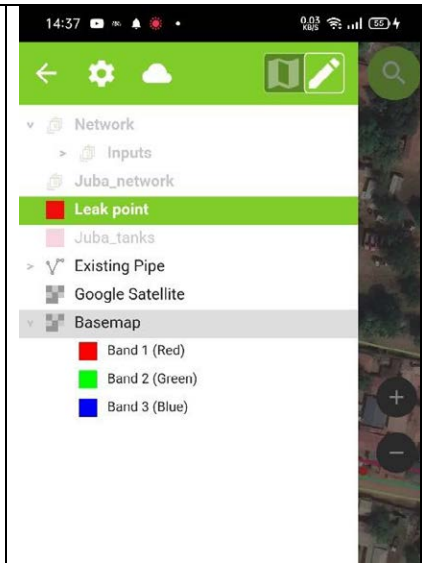 14:37 0.03 KB/S 55
Network
Inputs
Juba_network
Leak point
Juba_tanks
Existing Pipe
Google Satellite
Basemap
Band 1 (Red)
Band 2 (Green)
Band 3 (Blue)